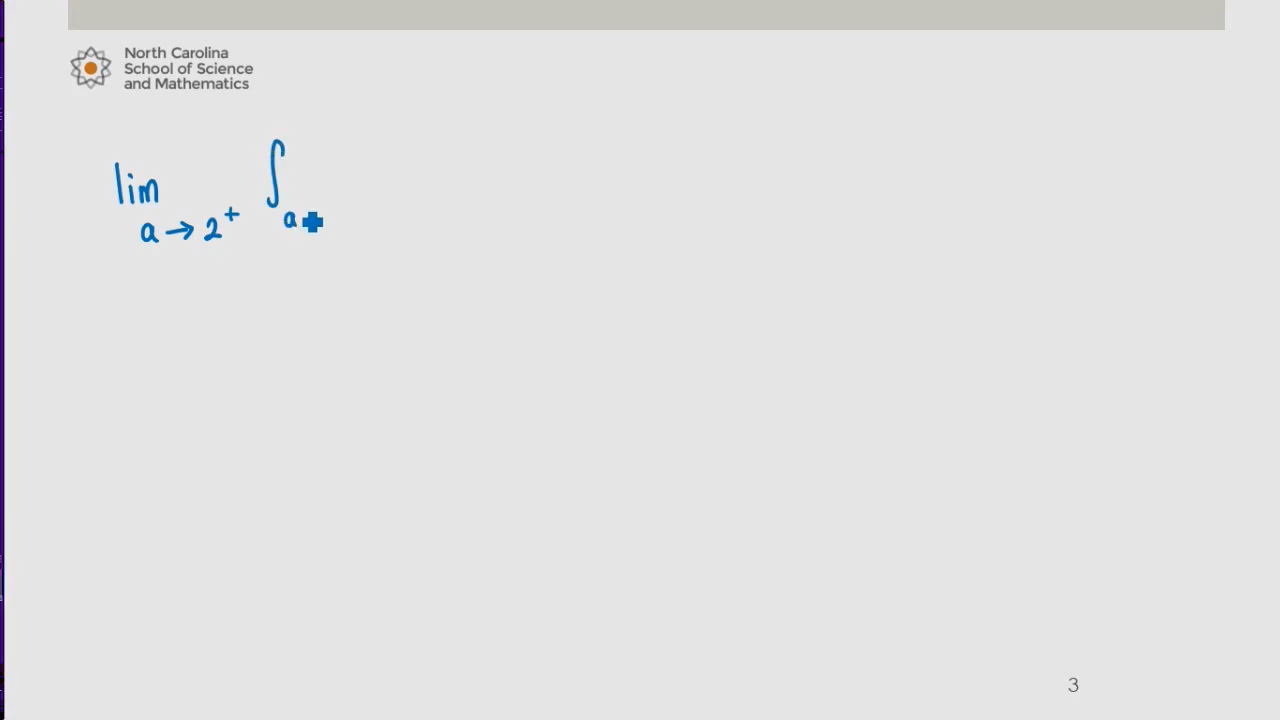 North Carolina
School of Science
and Mathematics
lim ∫
a → 2⁺ a
3